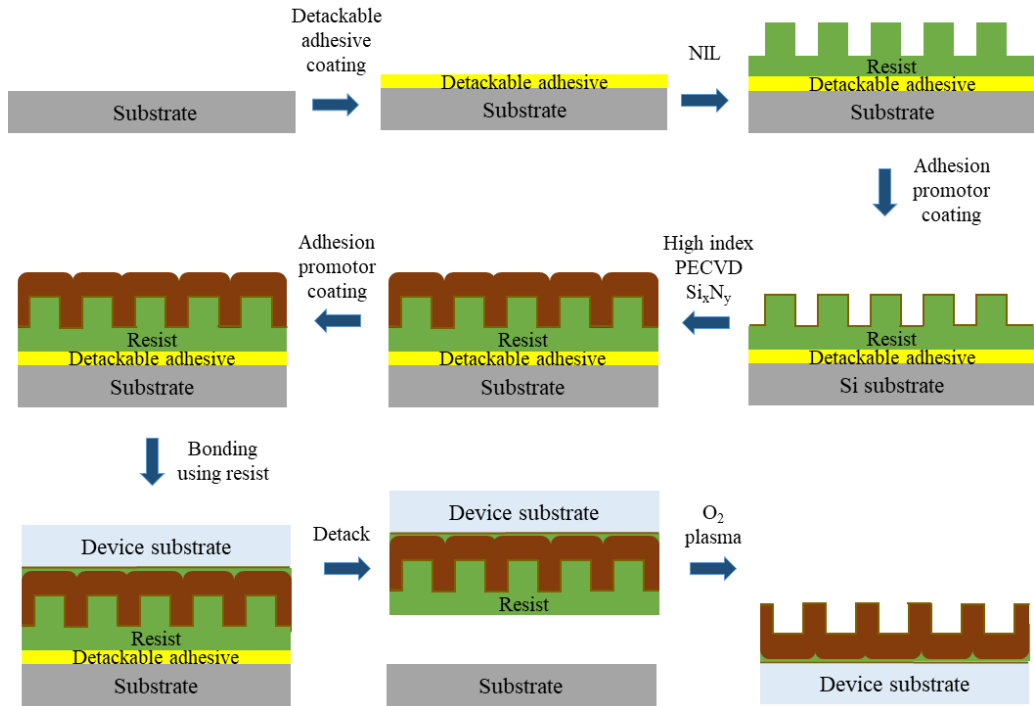 Substrate
Detackable
adhesive
coating
Detackable adhesive
Substrate
NIL
Resist
Detackable adhesive
Substrate
Adhesion
promotor
coating
Resist
Detackable adhesive
Si substrate
High index
PECVD
SixNy
Resist
Detackable adhesive
Substrate
Adhesion
promotor
coating
Resist
Detackable adhesive
Substrate
Bonding
using resist
Device substrate
Resist
Detackable adhesive
Substrate
Detack
Device substrate
Resist
Substrate
O2
plasma
Device substrate